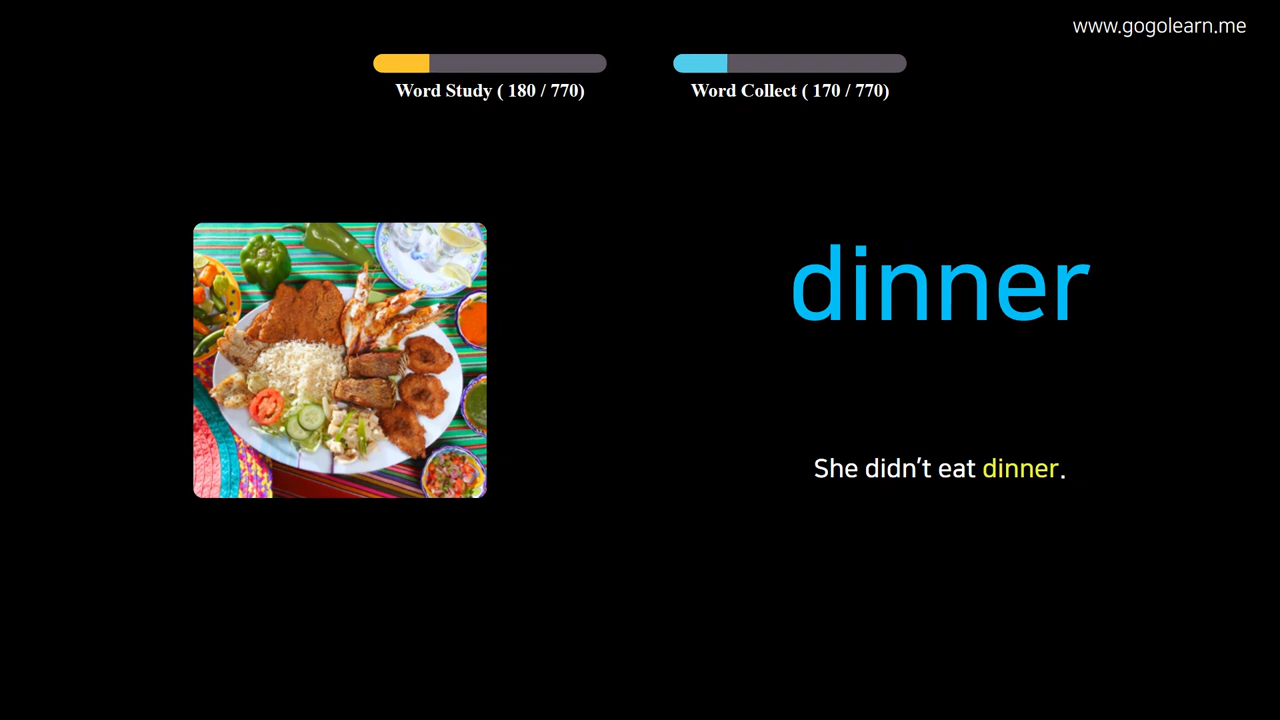 www.gogolearn.me
Word Study ( 180 / 770)
Word Collect ( 170 / 770)
dinner
She didn’t eat dinner.